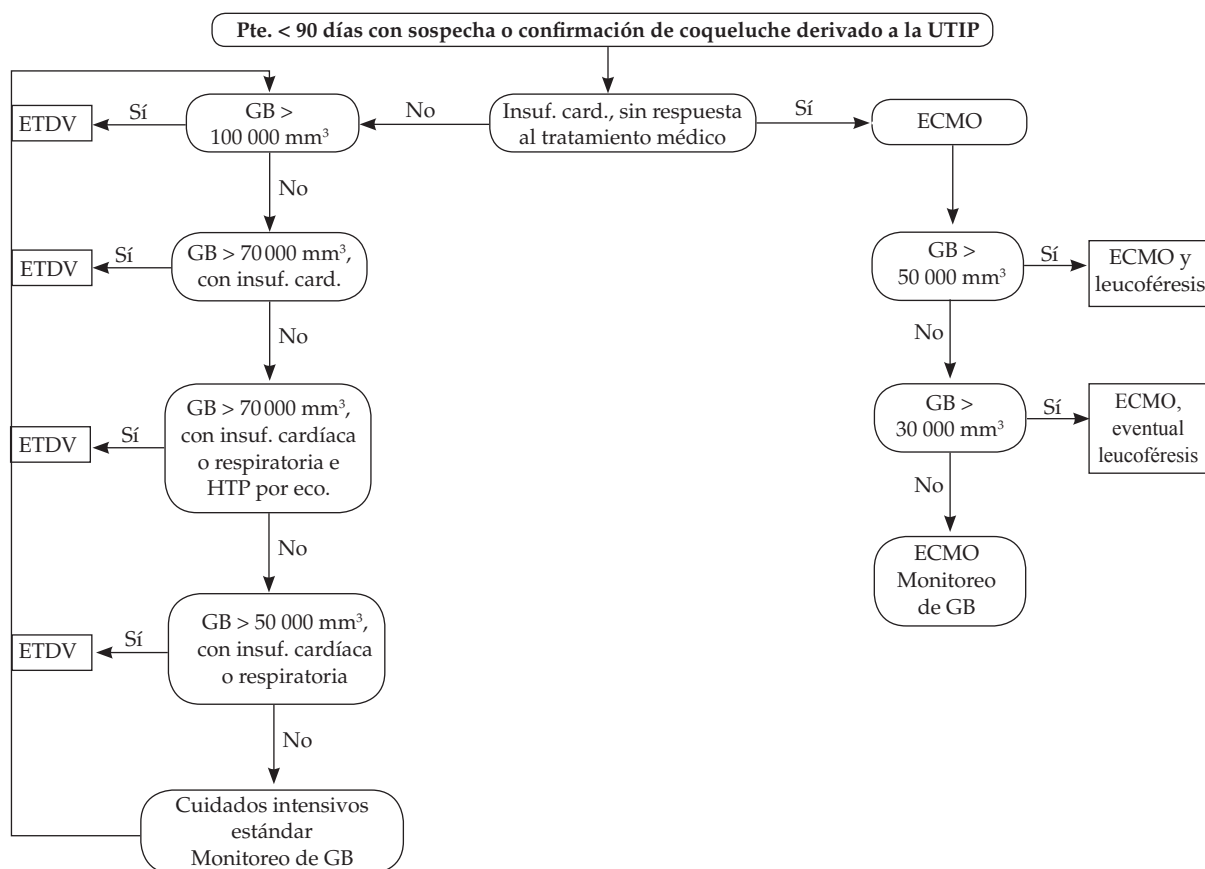 Pte. < 90 días con sospecha o confirmación de coqueluche derivado a la UTIP
Insuf. card., sin respuesta
al tratamiento médico
No
Sí
GB >
100 000 mm³
Sí
ETDV
No
GB > 70 000 mm³,
con insuf. card.
Sí
ETDV
No
GB > 70 000 mm³,
con insuf. cardíaca
o respiratoria e
HTP por eco.
Sí
ETDV
No
GB > 50 000 mm³,
con insuf. cardíaca
o respiratoria
Sí
ETDV
No
Cuidados intensivos
estándar
Monitoreo de GB
ECMO
GB >
50 000 mm³
Sí
ECMO y
leucoféresis
No
GB >
30 000 mm³
Sí
ECMO,
eventual
leucoféresis
No
ECMO
Monitoreo
de GB